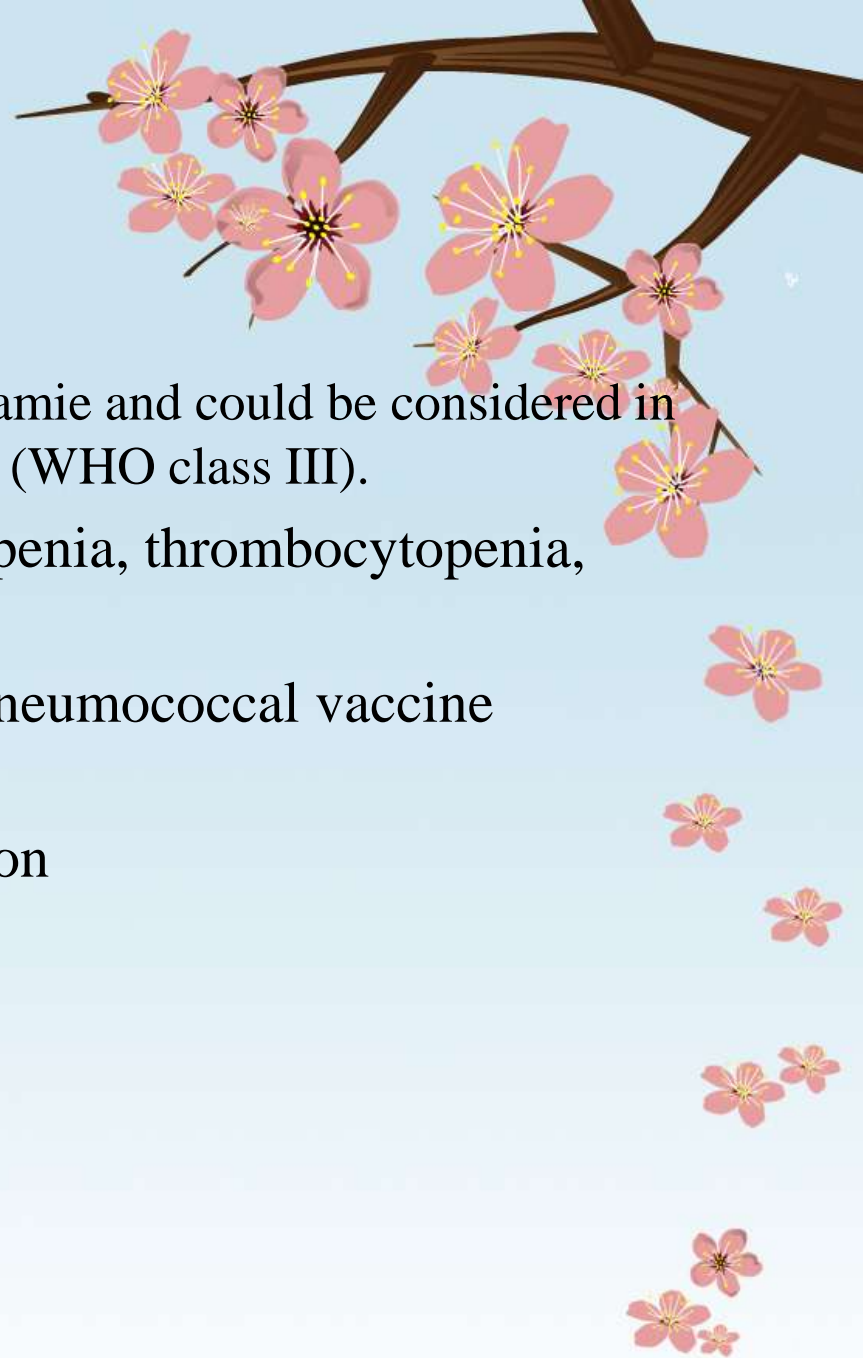 amie and could be considered in
(WHO class III).
penia, thrombocytopenia,
neumococcal vaccine
on